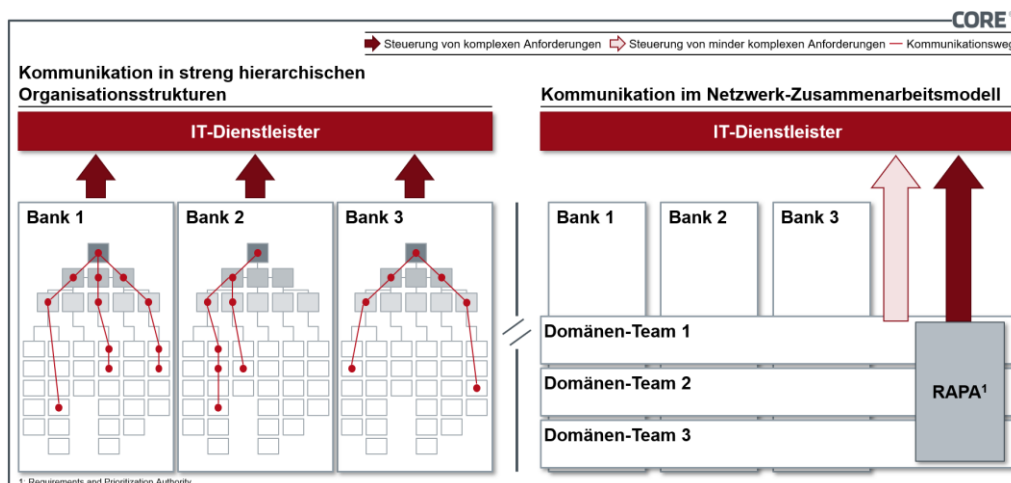 CORE
Steuerung von komplexen Anforderungen Steuerung von minder komplexen Anforderungen Kommunikationsweg
Kommunikation in streng hierarchischen
Organisationsstrukturen
IT-Dienstleister
Bank 1 Bank 2 Bank 3
Kommunikation im Netzwerk-Zusammenarbeitsmodell
IT-Dienstleister
Bank 1 Bank 2 Bank 3
Domänen-Team 1
Domänen-Team 2
Domänen-Team 3
RAPA¹
1: Requirements and Prioritization Authority